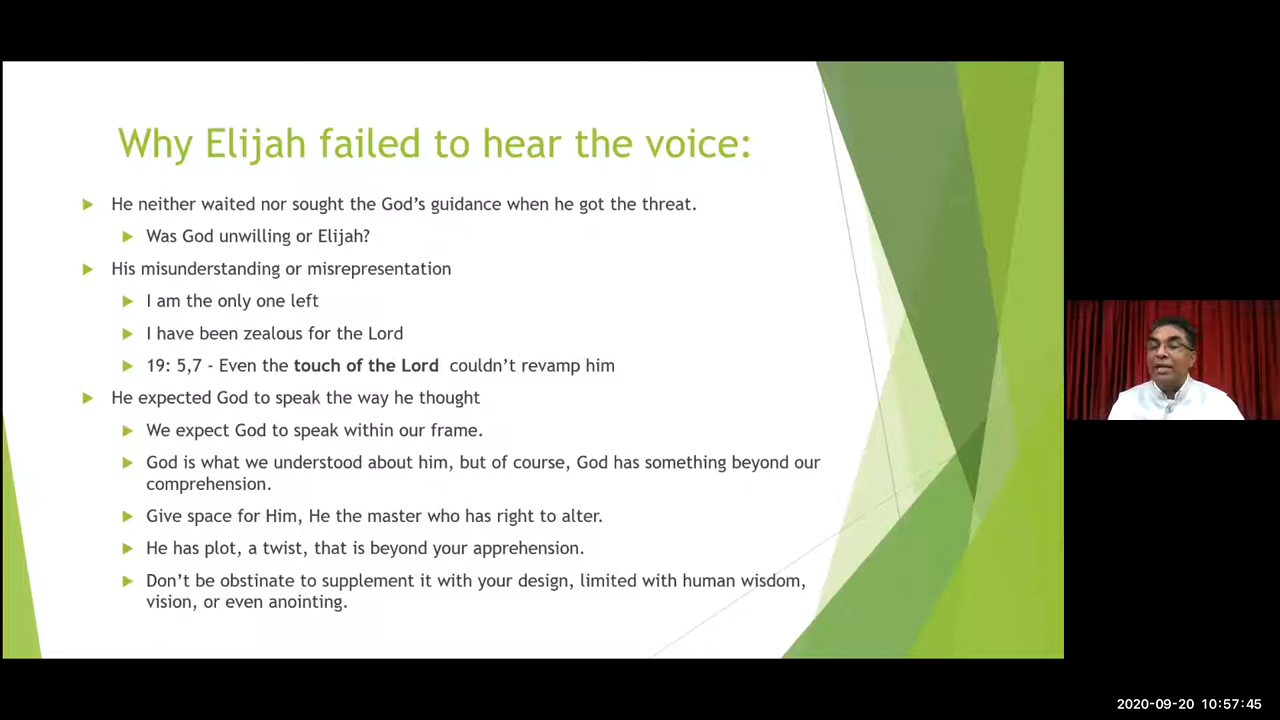 Why Elijah failed to hear the voice:
He neither waited nor sought the God's guidance when he got the threat.
Was God unwilling or Elijah?
His misunderstanding or misrepresentation
I am the only one left
I have been zealous for the Lord
19: 5,7 - Even the touch of the Lord couldn't revamp him
He expected God to speak the way he thought
We expect God to speak within our frame.
God is what we understood about him, but of course, God has something beyond our
comprehension.
Give space for Him, He the master who has right to alter.
He has plot, a twist, that is beyond your apprehension.
Don't be obstinate to supplement it with your design, limited with human wisdom,
vision, or even anointing.
2020-09-20 10:57:45